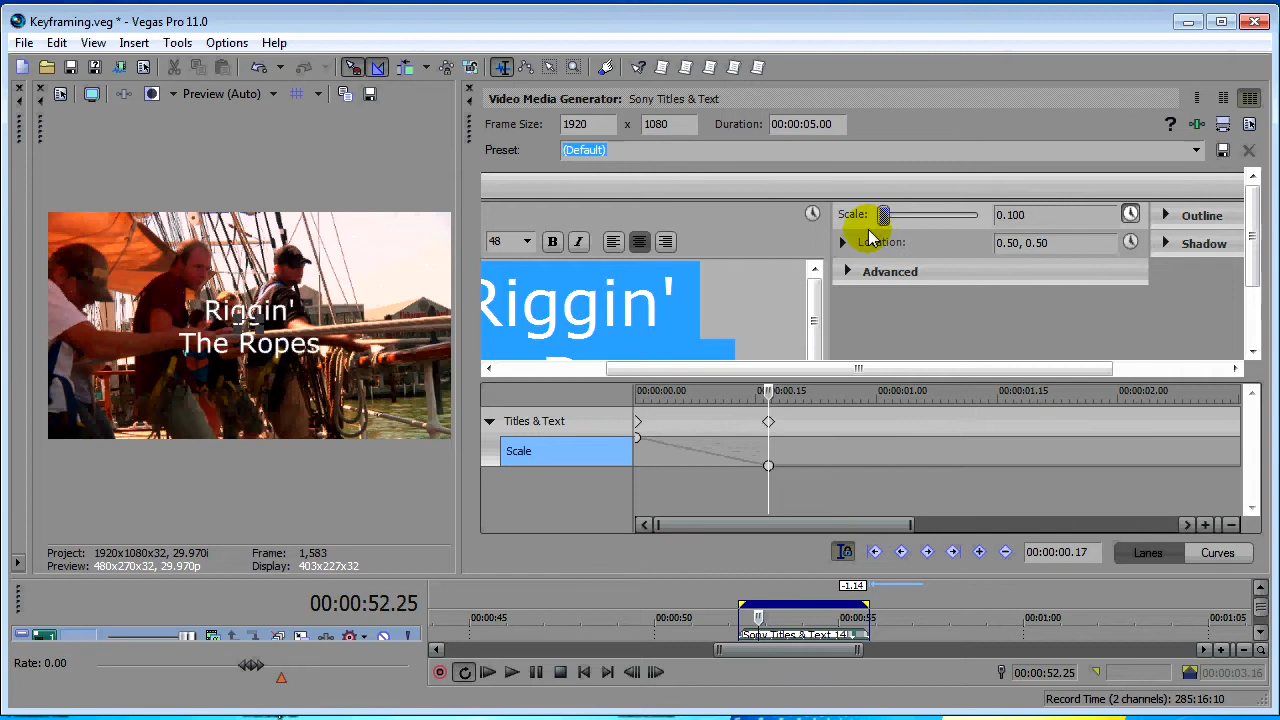 Keyframing.veg * - Vegas Pro 11.0
File Edit View Insert Tools Options Help
Preview (Auto)
Video Media Generator: Sony Titles & Text
Frame Size: 1920 x 1080 Duration: 00:00:05.00
Preset: (Default)
Scale: 0.100
Outline
48 B I
Location: 0.50, 0.50
Shadow
Advanced
Riggin'
Riggin'
The Ropes
00:00:00.00 00:00:00.15 00:00:01.00 00:00:01.15 00:00:02.00
Titles & Text
Scale
Project: 1920x1080x32, 29.970i Frame: 1,583
Preview: 480x270x32, 29.970p Display: 403x227x32
00:00:00.17 Lanes Curves
-1.14
00:00:52.25
00:00:45 00:00:50 00:00:55 00:01:00 00:01:05
Sony Titles & Text 14
Rate: 0.00
00:00:52.25 00:00:03.16
Record Time (2 channels): 285:16:10